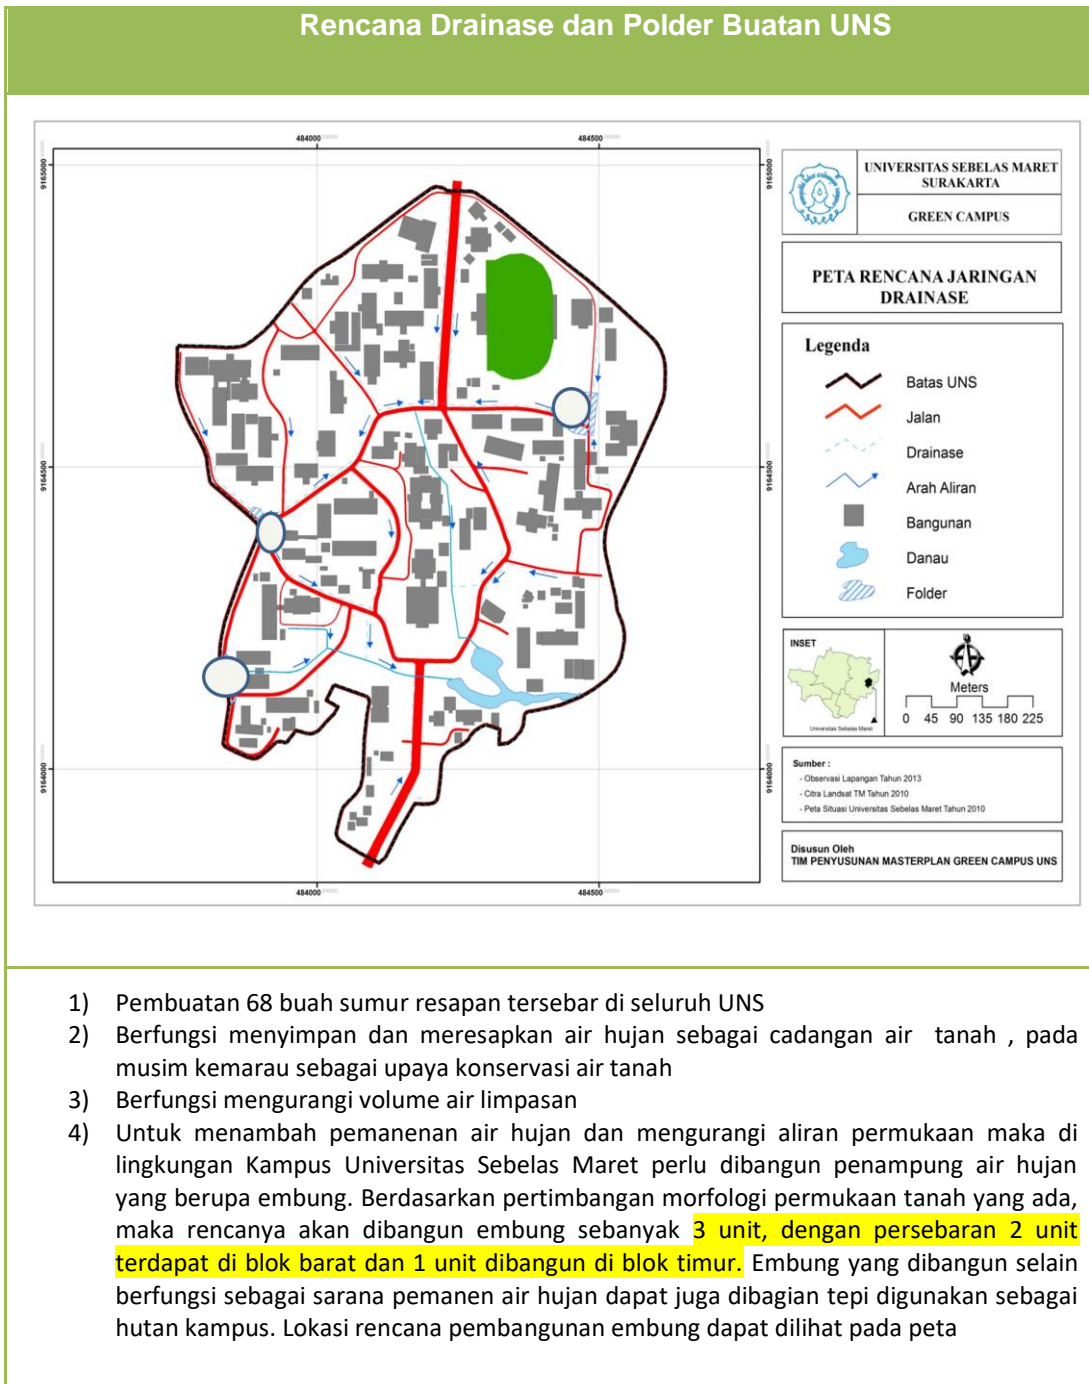 Rencana Drainase dan Polder Buatan UNS
484000
484500
9165000
9165000
UNIVERSITAS SEBELAS MARET
SURAKARTA
GREEN CAMPUS
PETA RENCANA JARINGAN
DRAINASE
Legenda
Batas UNS
Jalan
Drainase
Arah Aliran
Bangunan
Danau
Folder
9164500
9164500
INSET
Universitas Sebelas Maret
Meters
0 45 90 135 180 225
9164000
9164000
Sumber :
- Observasi Lapangan Tahun 2013
- Citra Landsat TM Tahun 2010
- Peta Situasi Universitas Sebelas Maret Tahun 2010
Disusun Oleh
TIM PENYUSUNAN MASTERPLAN GREEN CAMPUS UNS
484000
484500
1) Pembuatan 68 buah sumur resapan tersebar di seluruh UNS
2) Berfungsi menyimpan dan meresapkan air hujan sebagai cadangan air tanah , pada
musim kemarau sebagai upaya konservasi air tanah
3) Berfungsi mengurangi volume air limpasan
4) Untuk menambah pemanenan air hujan dan mengurangi aliran permukaan maka di
lingkungan Kampus Universitas Sebelas Maret perlu dibangun penampung air hujan
yang berupa embung. Berdasarkan pertimbangan morfologi permukaan tanah yang ada,
maka rencanya akan dibangun embung sebanyak 3 unit, dengan persebaran 2 unit
terdapat di blok barat dan 1 unit dibangun di blok timur. Embung yang dibangun selain
berfungsi sebagai sarana pemanen air hujan dapat juga dibagian tepi digunakan sebagai
hutan kampus. Lokasi rencana pembangunan embung dapat dilihat pada peta